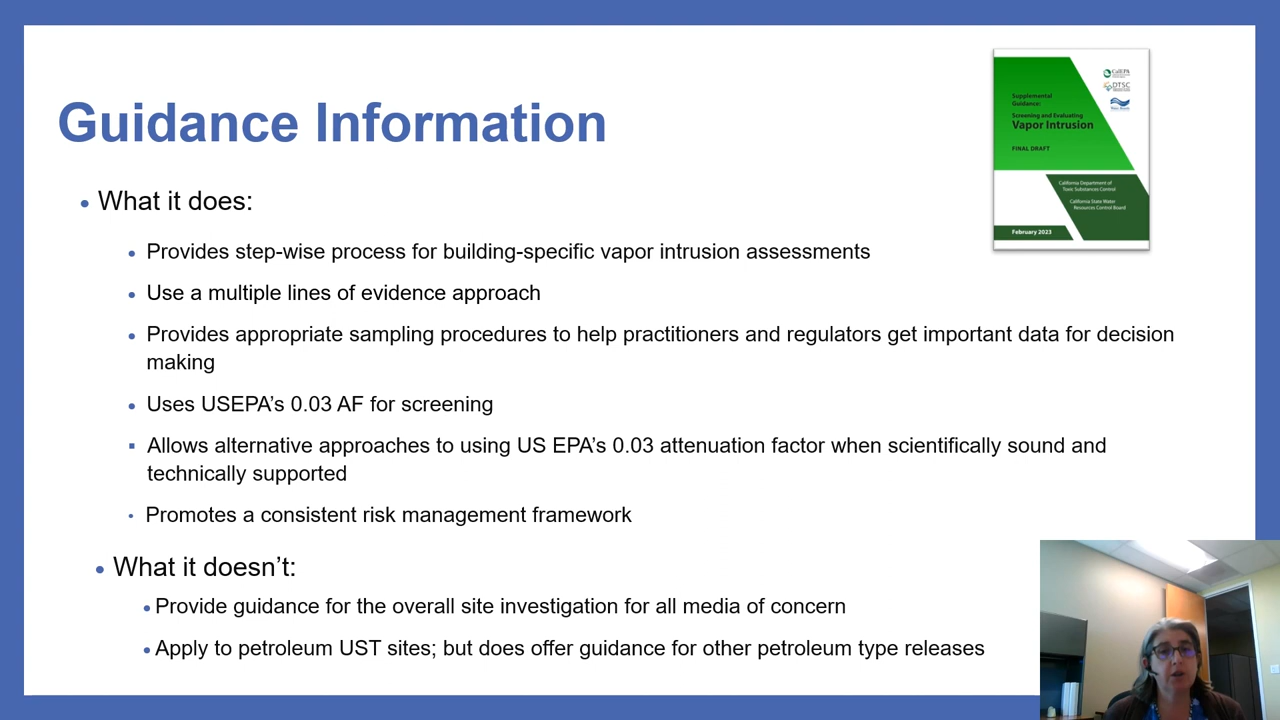 Guidance Information
CalEPA
DTSC
Supplemental
Guidance:
Screening and Evaluating
Vapor Intrusion
FINAL DRAFT
California Department of
Toxic Substances Control
California State Water
Resources Control Board
February 2023
• What it does:
• Provides step-wise process for building-specific vapor intrusion assessments
• Use a multiple lines of evidence approach
• Provides appropriate sampling procedures to help practitioners and regulators get important data for decision
making
• Uses USEPA’s 0.03 AF for screening
▪ Allows alternative approaches to using US EPA’s 0.03 attenuation factor when scientifically sound and
technically supported
• Promotes a consistent risk management framework
• What it doesn’t:
• Provide guidance for the overall site investigation for all media of concern
• Apply to petroleum UST sites; but does offer guidance for other petroleum type releases